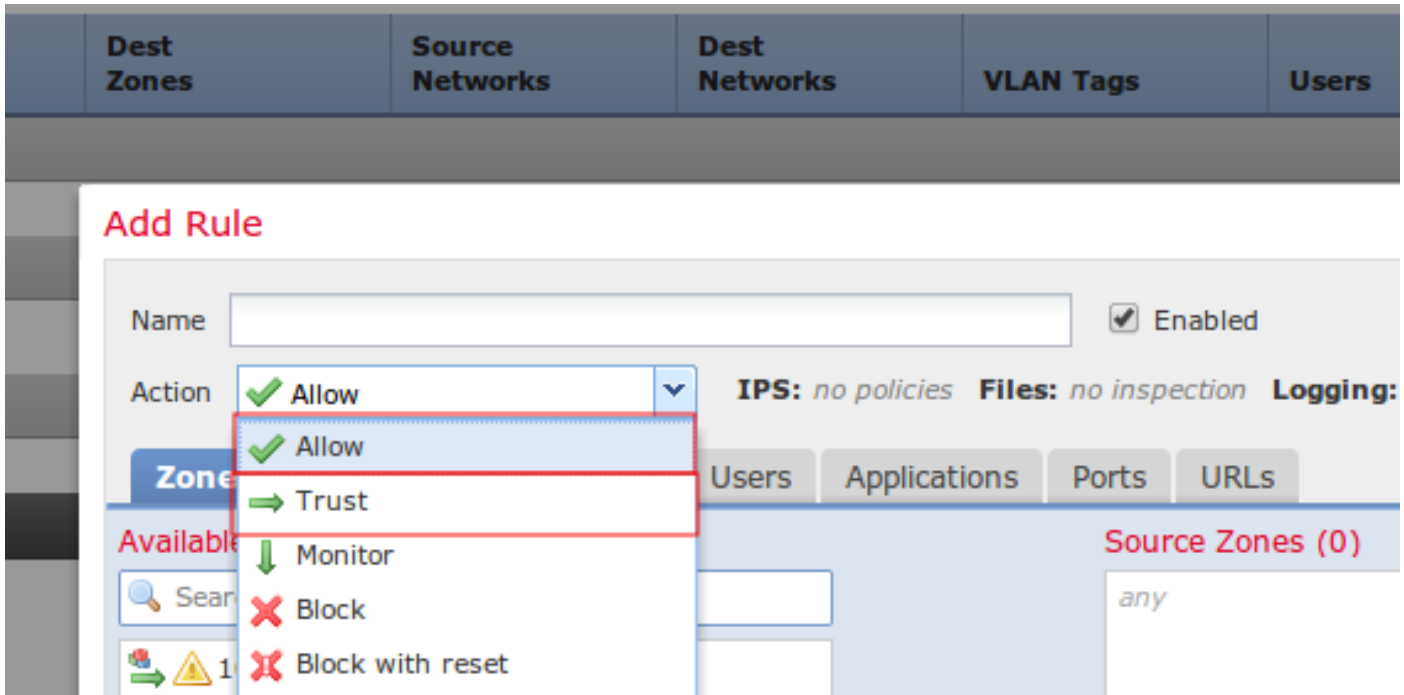 Dest Zones
Source Networks
Dest Networks
VLAN Tags
Users
Add Rule
Name
Enabled
Action
Allow
IPS: no policies Files: no inspection Logging:
Allow
Trust
Monitor
Block
Block with reset
Zone
Users
Applications
Ports
URLs
Available
Sear
Source Zones (0)
any
1